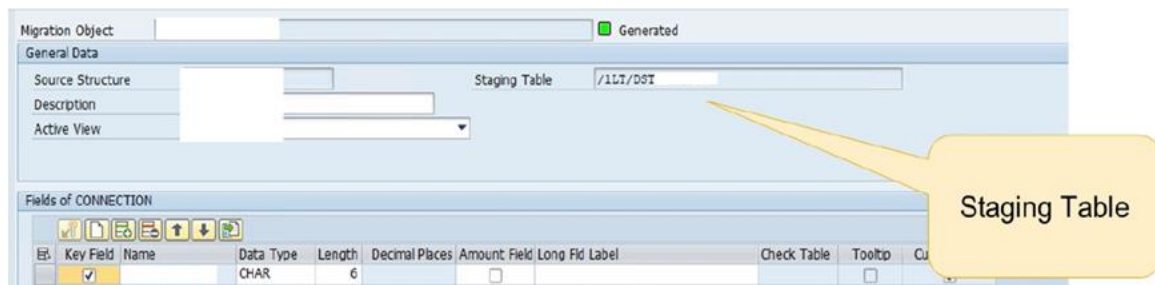 Migration Object Generated
General Data
Source Structure Staging Table /1LT/DST
Description
Active View
Staging Table
Fields of CONNECTION
Key Field Name Data Type Length Decimal Places Amount Field Long Fld Label Check Table Tooltip Cu
CHAR 6